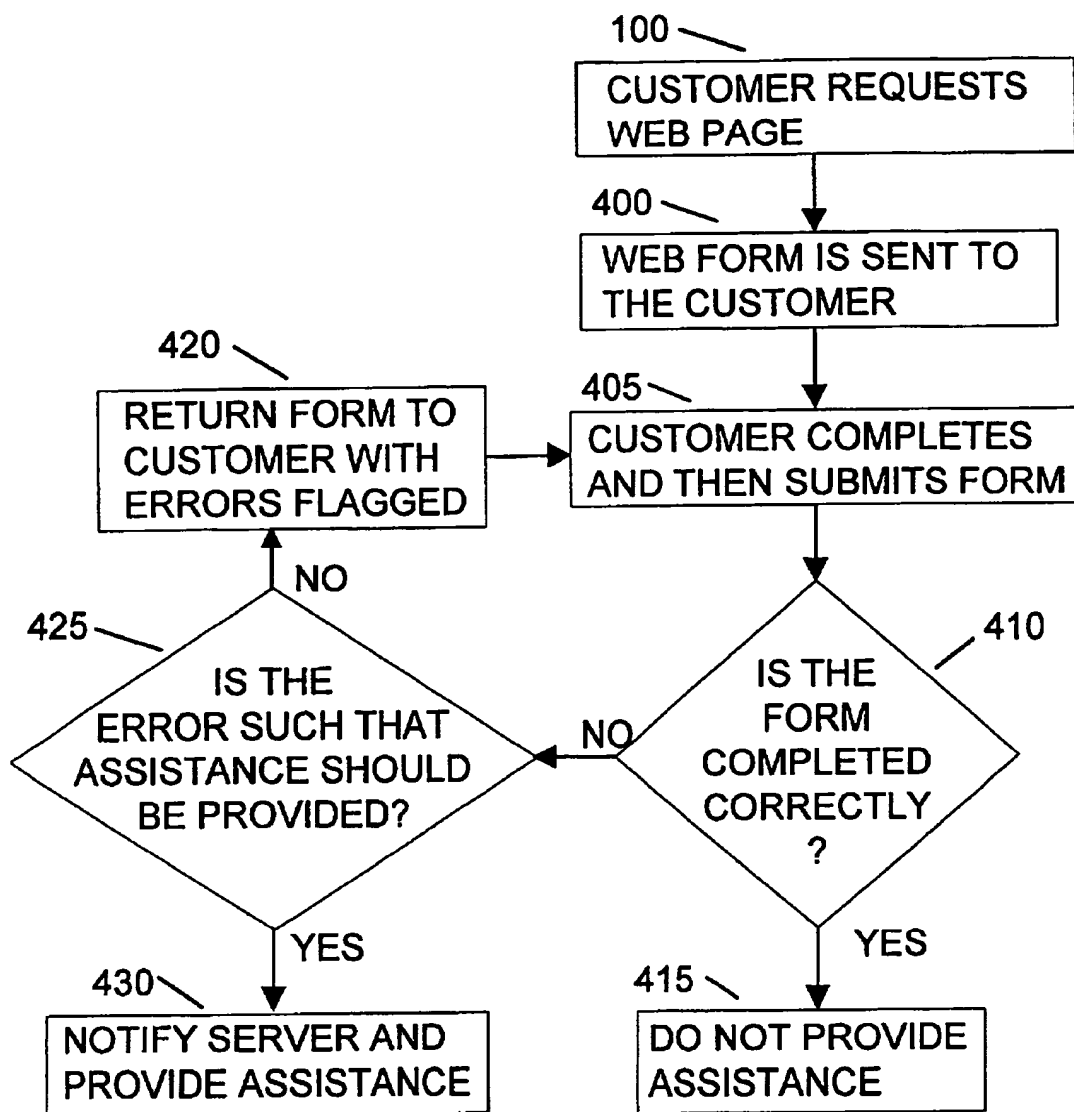 100
CUSTOMER REQUESTS
WEB PAGE
400
WEB FORM IS SENT TO
THE CUSTOMER
405
CUSTOMER COMPLETES
AND THEN SUBMITS FORM
420
RETURN FORM TO
CUSTOMER WITH
ERRORS FLAGGED
NO
425
IS THE
ERROR SUCH THAT
ASSISTANCE SHOULD
BE PROVIDED?
NO
410
IS THE
FORM
COMPLETED
CORRECTLY
?
YES
430
NOTIFY SERVER AND
PROVIDE ASSISTANCE
YES
415
DO NOT PROVIDE
ASSISTANCE